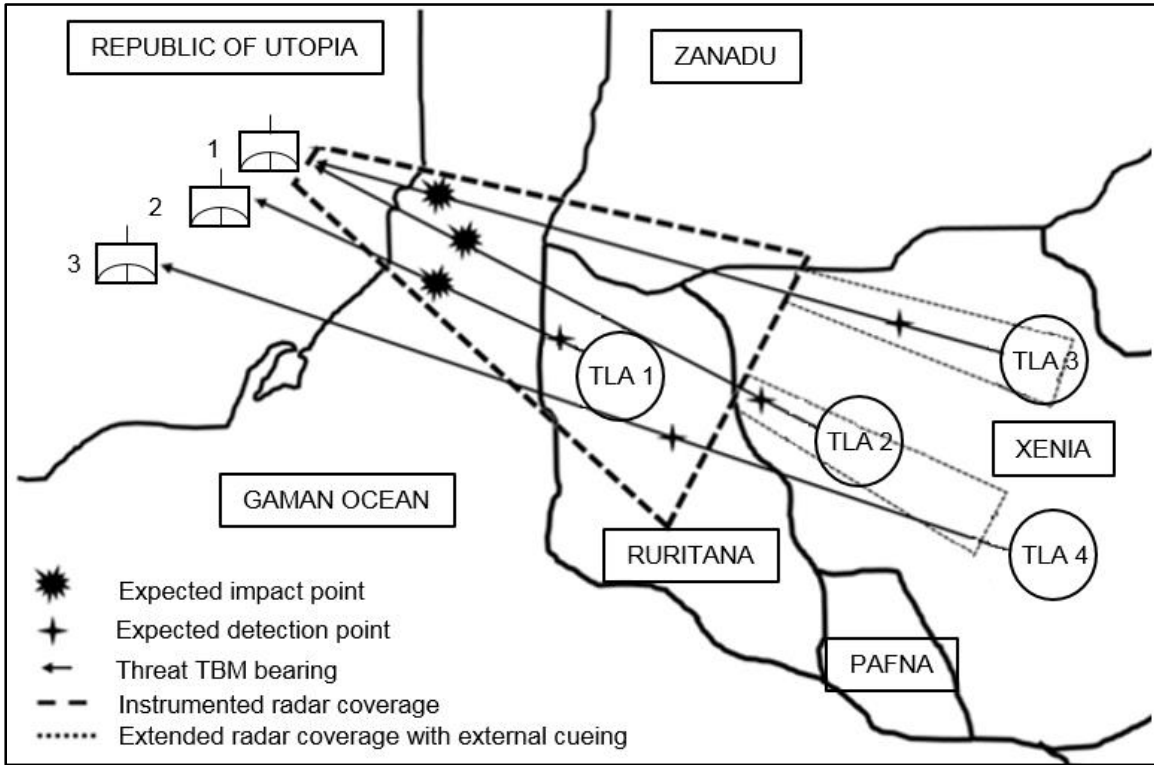 REPUBLIC OF UTOPIA
ZANADU
1
2
3
TLA 1
TLA 3
TLA 2
XENIA
GAMAN OCEAN
RURITANA
TLA 4
Expected impact point
Expected detection point
Threat TBM bearing
Instrumented radar coverage
Extended radar coverage with external cueing
PAFNA